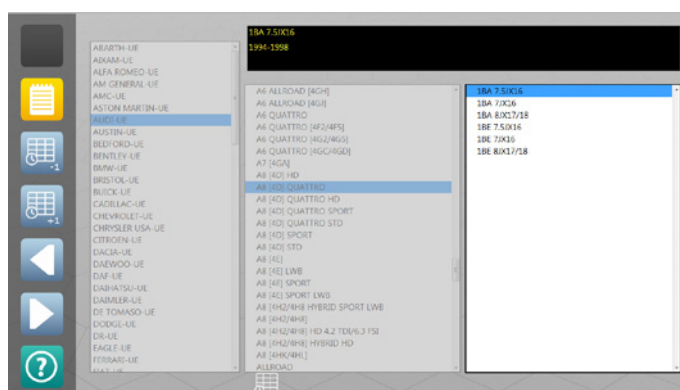 1BA 7.5JX16
1994-1998
-1
+1
?
ABARTH-UE
AIXAM-UE
ALFA ROMEO-UE
AM GENERAL-UE
AMC-UE
ASTON MARTIN-UE
AUDI-UE
AUSTIN-UE
BEDFORD-UE
BENTLEY-UE
BMW-UE
BRISTOL-UE
BUICK-UE
CADILLAC-UE
CHEVROLET-UE
CHRYSLER USA-UE
CITROEN-UE
DACIA-UE
DAEWOO-UE
DAF-UE
DAIHATSU-UE
DAIMLER-UE
DE TOMASO-UE
DODGE-UE
DR-UE
EAGLE-UE
FERRARI-UE
A6 ALLROAD [4GH]
A6 ALLROAD [4GJ]
A6 QUATTRO
A6 QUATTRO [4F2/4F5]
A6 QUATTRO [4G2/4G5]
A6 QUATTRO [4GC/4GD]
A7 [4GA]
A8 [4D] HD
A8 [4D] QUATTRO
A8 [4D] QUATTRO HD
A8 [4D] QUATTRO SPORT
A8 [4D] QUATTRO STD
A8 [4D] SPORT
A8 [4D] STD
A8 [4E]
A8 [4E] LWB
A8 [4E] SPORT
A8 [4E] SPORT LWB
A8 [4H2/4H8 HYBRID SPORT LWB
A8 [4H2/4H8]
A8 [4H2/4H8] HD 4.2 TDI/6.3 FSI
A8 [4H2/4H8] HYBRID HD
A8 [4HK/4HL]
ALLROAD
1BA 7.5JX16
1BA 7JX16
1BA 8JX17/18
1BE 7.5JX16
1BE 7JX16
1BE 8JX17/18